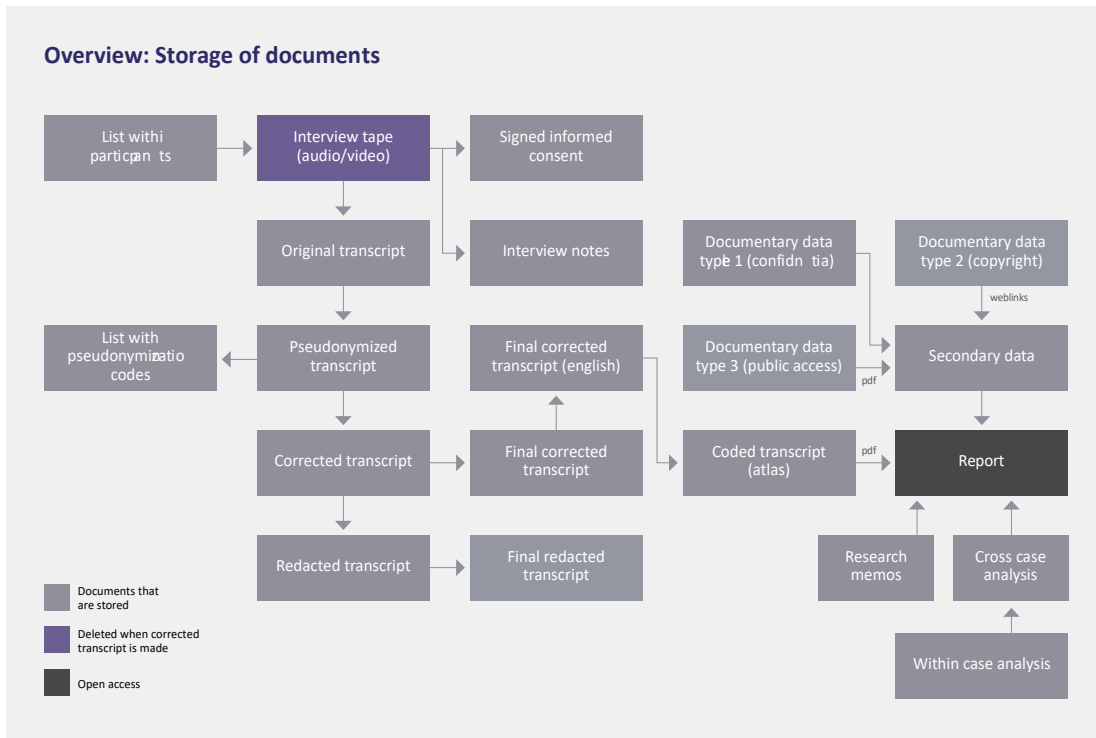 Overview: Storage of documents
List withi
particpan ts
Interview tape
(audio/video)
Signed informed
consent
Original transcript
Interview notes
Documentary data
type 1 (confidn tia)
Documentary data
type 2 (copyright)
weblinks
List with
pseudonymizatio
codes
Pseudonymized
transcript
Final corrected
transcript (english)
Documentary data
type 3 (public access)
pdf
Secondary data
Corrected transcript
Final corrected
transcript
Coded transcript
(atlas)
pdf
Report
Redacted transcript
Final redacted
transcript
Research
memos
Cross case
analysis
Within case analysis
Documents that
are stored
Deleted when corrected
transcript is made
Open access